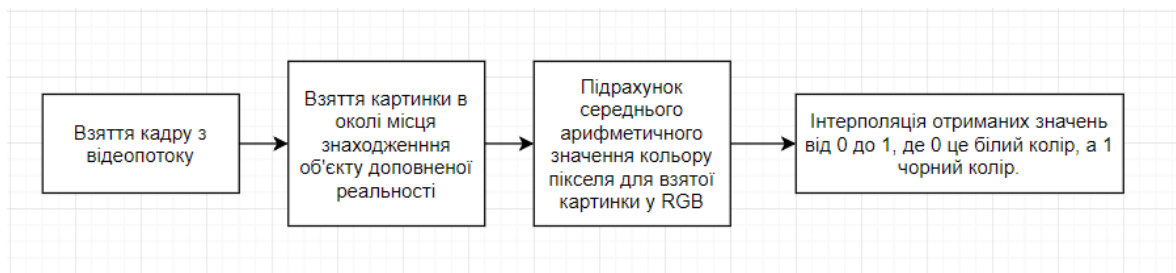 Взяття кадру з
відеопотоку
Взяття картинки в
околі місця
знаходженння
об'єкту доповненої
реальності
Підрахунок
середнього
арифметичного
значення кольору
пікселя для взятої
картинки у RGB
Інтерполяція отриманих значень
від 0 до 1, де 0 це білий колір, а 1
чорний колір.